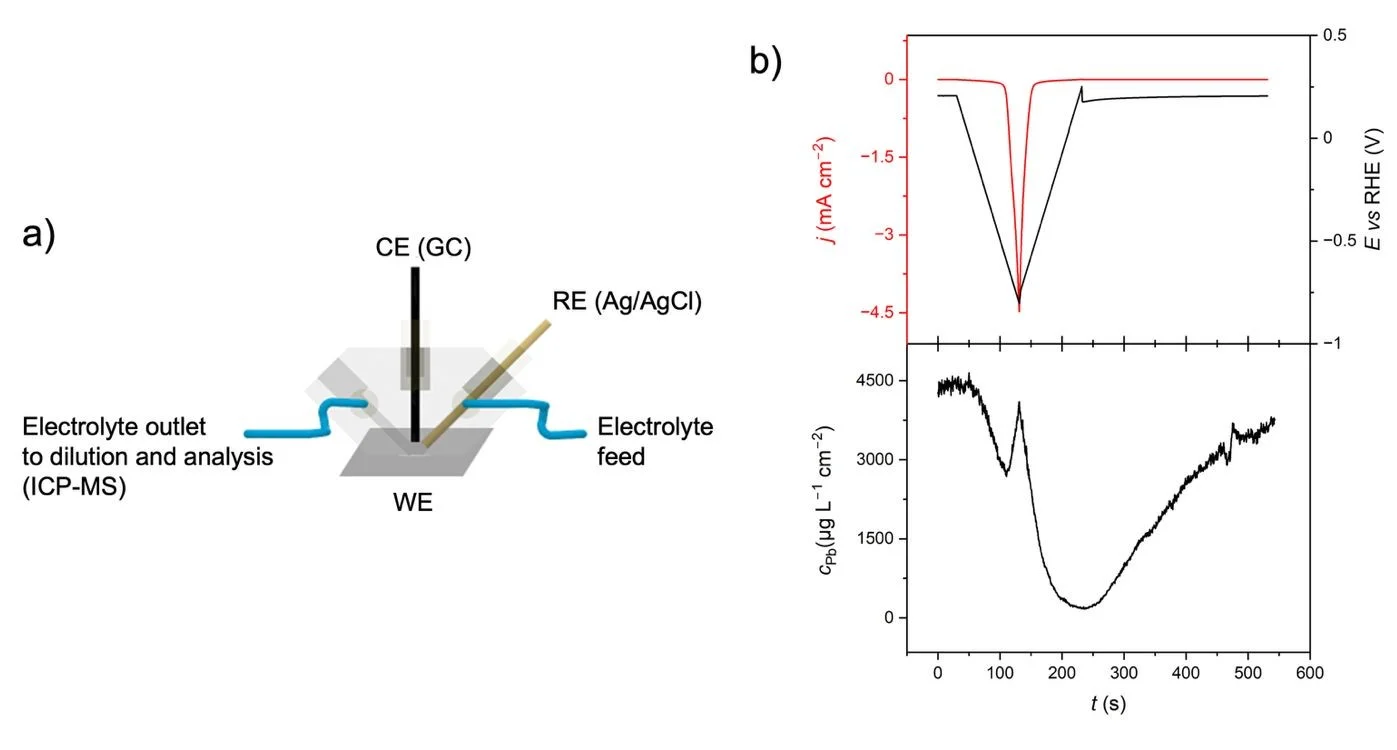 a)
CE (GC)
RE (Ag/AgCl)
Electrolyte outlet
to dilution and analysis
(ICP-MS)
Electrolyte
feed
WE
b)
j (mA cm−2)
0
−1.5
−3
−4.5
0.5
0
−0.5
−1
E vs RHE (V)
cPb(µg L−1 cm−2)
4500
3000
1500
0
0 100 200 300 400 500 600
t (s)